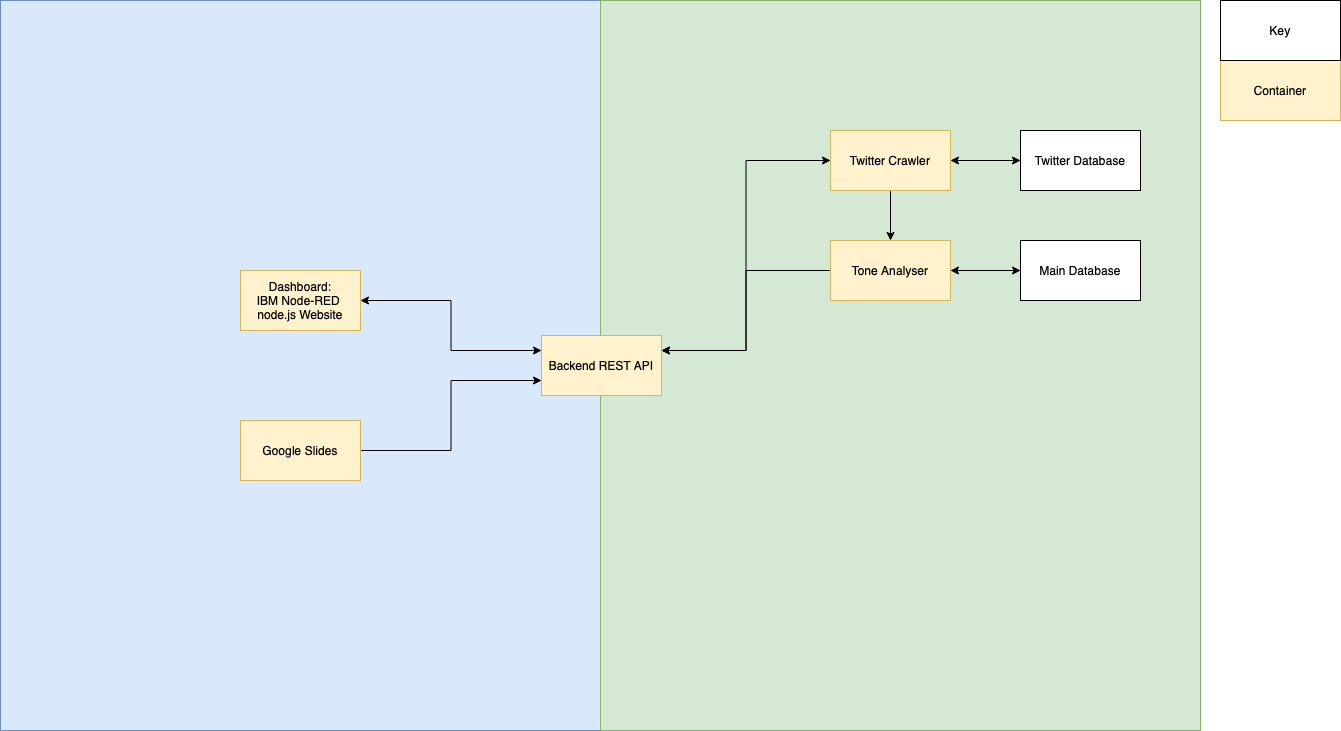 Key
Container
Twitter Crawler
Twitter Database
Tone Analyser
Main Database
Dashboard:
IBM Node-RED
node.js Website
Backend REST API
Google Slides